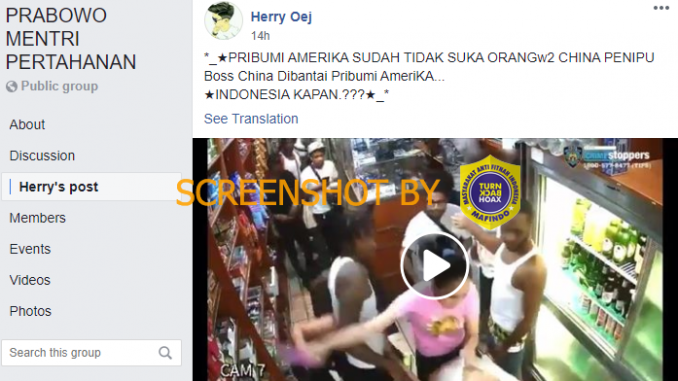 PRABOWO
MENTRI
PERTAHANAN
Public group
About
Discussion
Herry's post
Members
Events
Videos
Photos
Search this group
Herry Oej
14h
*_★PRIBUMI AMERIKA SUDAH TIDAK SUKA ORANGw2 CHINA PENIPU
Boss China Dibantai Pribumi AmeriKA...
★INDONESIA KAPAN.???★_*
See Translation
SCREENSHOT BY
MASYARAKAT ANTI FITNAH INDONESIA
TURN
BACK
HOAX
MAFINDO
stoppers
CAM 7